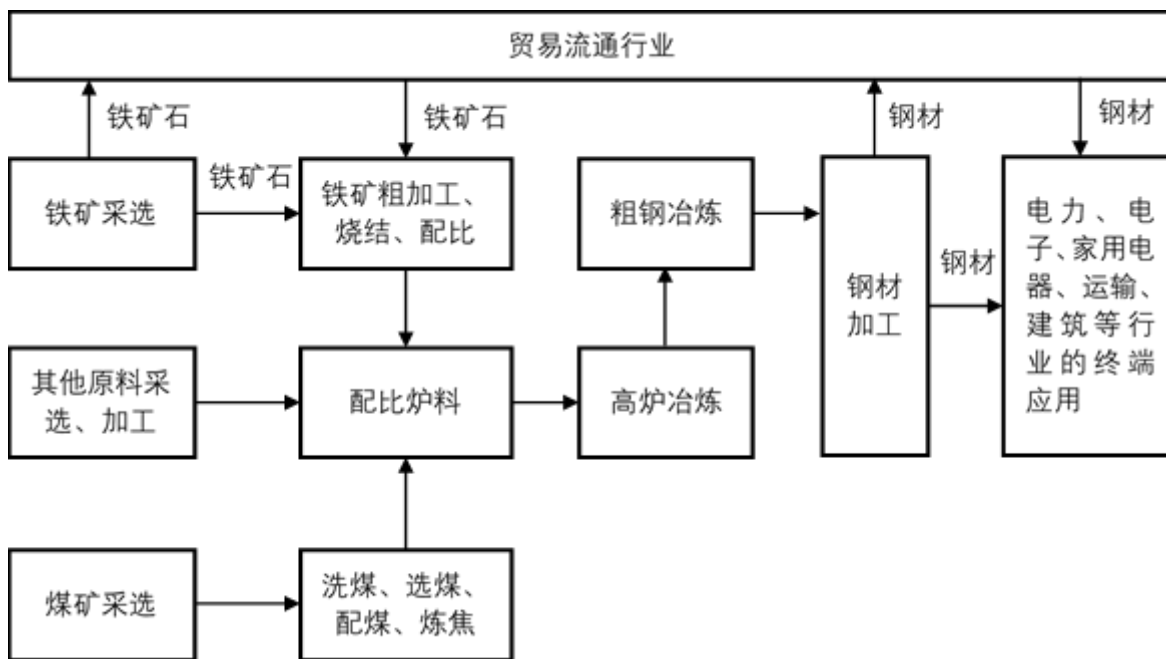 贸易流通行业
铁矿石
铁矿石
钢材
钢材
铁矿采选
铁矿石
铁矿粗加工、
烧结、配比
粗钢冶炼
钢材
加工
钢材
电力、电
子、家用电
器、运输、
建筑等行
业的终端
应用
其他原料采
选、加工
配比炉料
高炉冶炼
煤矿采选
洗煤、选煤、
配煤、炼焦